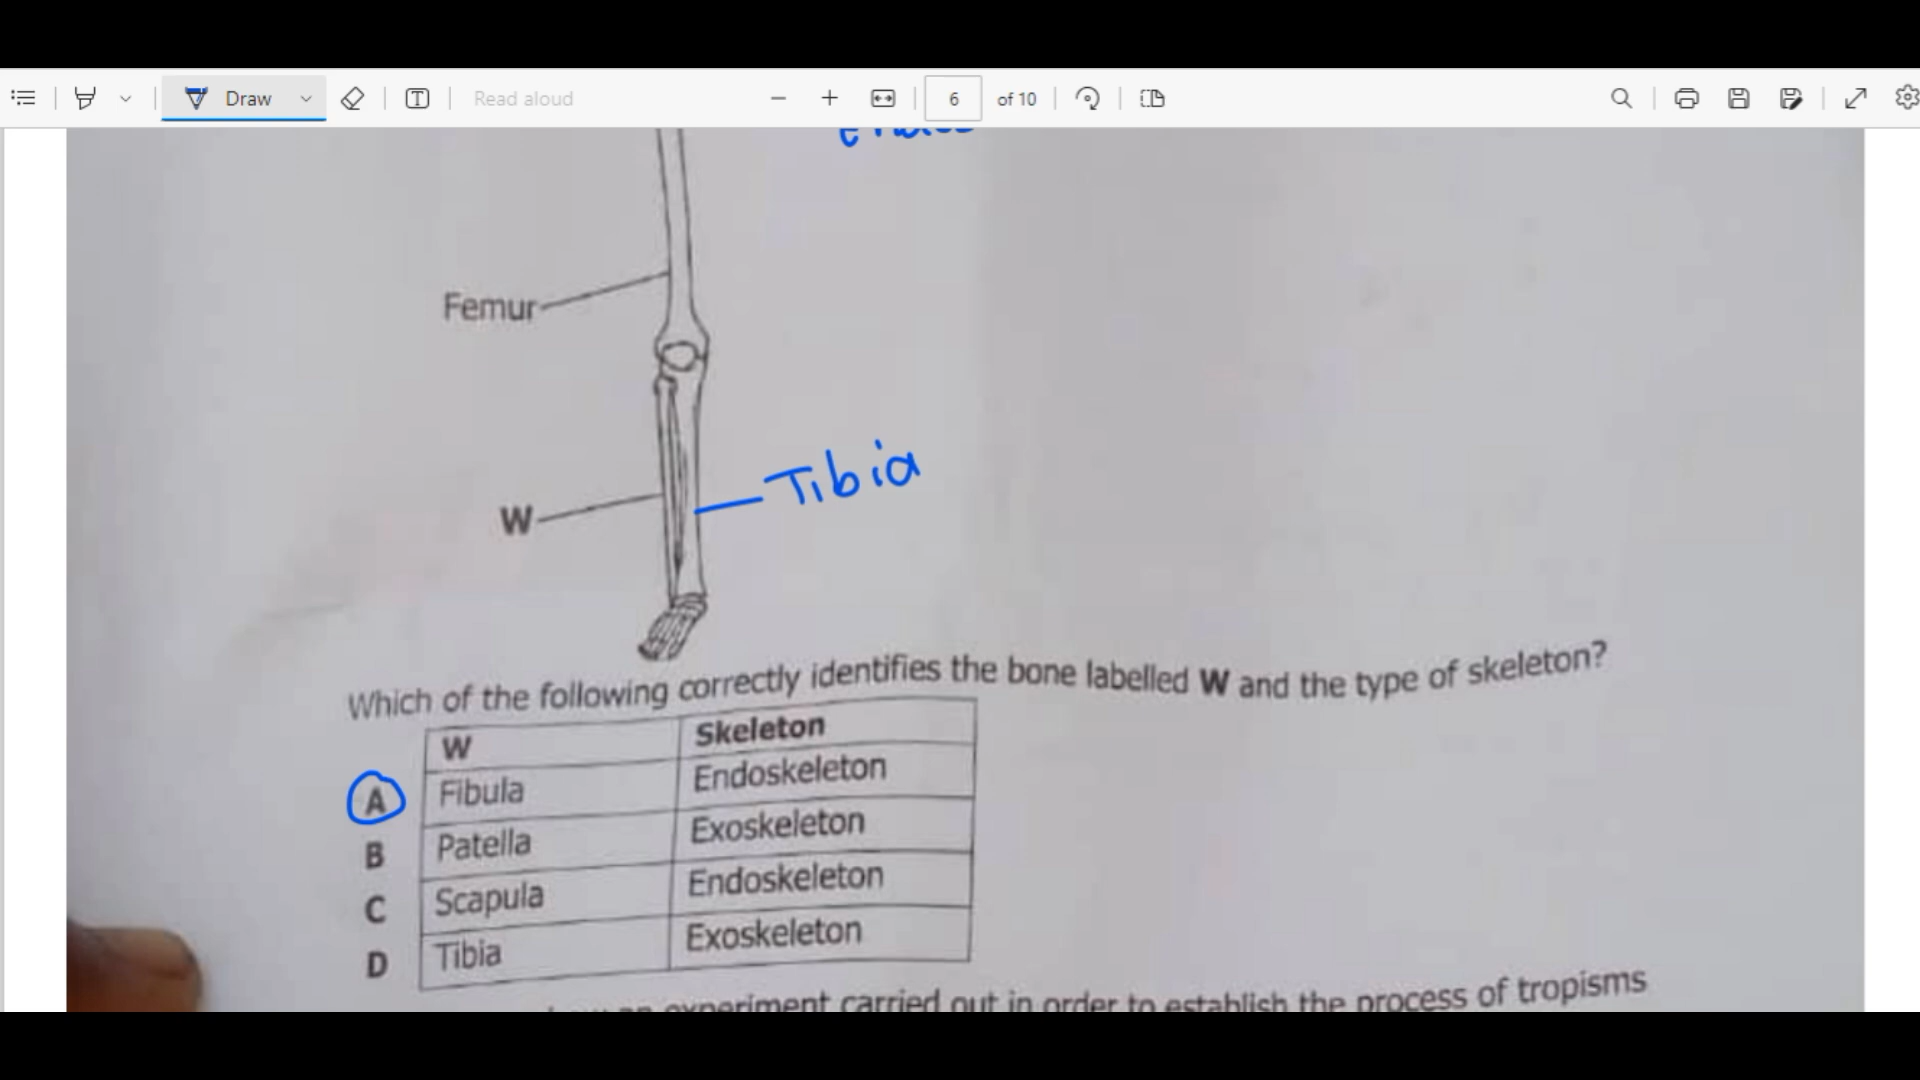 Draw
Read aloud
6
of 10
Femur
W
Tibia
Which of the following correctly identifies the bone labelled W and the type of skeleton?
W Skeleton
A Fibula Endoskeleton
B Patella Exoskeleton
C Scapula Endoskeleton
D Tibia Exoskeleton
an experiment carried out in order to establish the process of tropisms